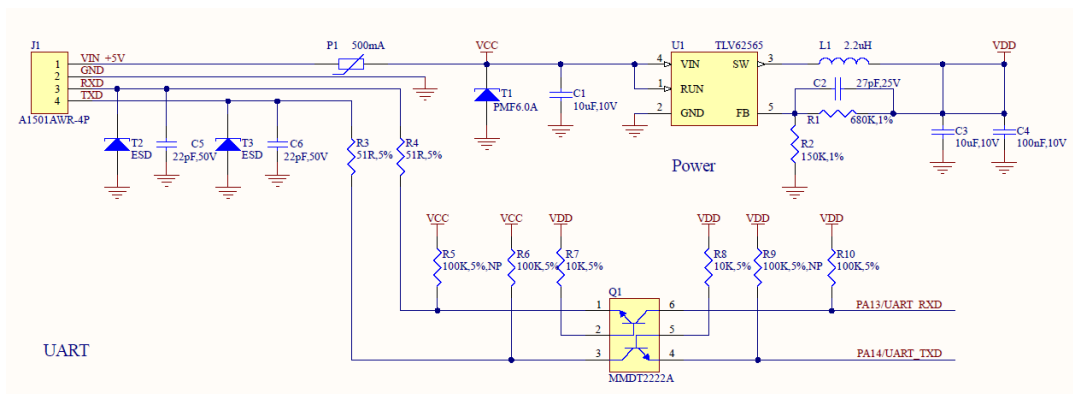 J1
P1 500mA
VCC
U1 TLV62565
L1 2.2uH
VDD
1 VIN +5V
2 GND
3 RXD
4 TXD
A1501AWR-4P
4 VIN SW 3
1 RUN
2 GND FB 5
C2 27pF,25V
R1 680K,1%
T1
PMF6.0A
C1
10uF,10V
R2
150K,1%
C3
10uF,10V
C4
100nF,10V
T2
ESD
C5
22pF,50V
T3
ESD
C6
22pF,50V
R3
51R,5%
R4
51R,5%
Power
VCC
VCC
VDD
VDD
VDD
VDD
R5
100K,5%,NP
R6
100K,5%
R7
10K,5%
R8
10K,5%
R9
100K,5%,NP
R10
100K,5%
Q1
1 6 PA13/UART_RXD
2 5
3 4 PA14/UART_TXD
MMDT2222A
UART